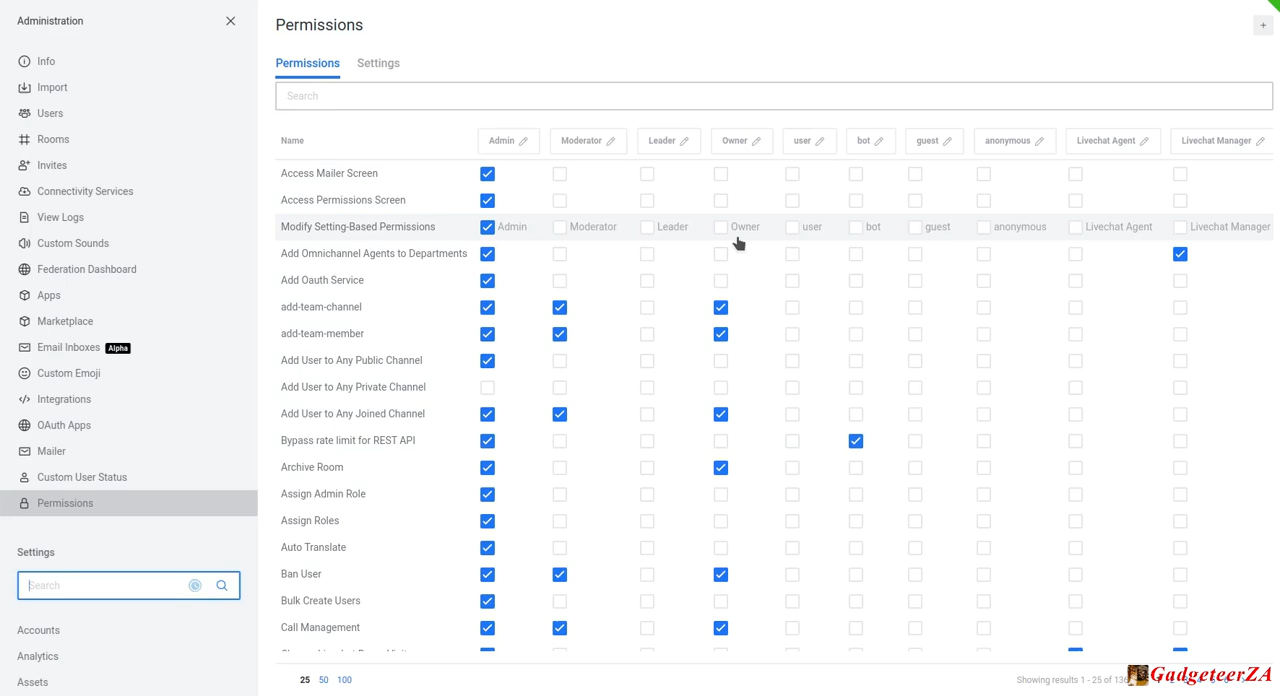 Administration
Info
Import
Users
Rooms
Invites
Connectivity Services
View Logs
Custom Sounds
Federation Dashboard
Apps
Marketplace
Email Inboxes Alpha
Custom Emoji
Integrations
OAuth Apps
Mailer
Custom User Status
Permissions
Settings
Search
Accounts
Analytics
Assets
Permissions
Permissions Settings
Search
Name Admin Moderator Leader Owner user bot guest anonymous Livechat Agent Livechat Manager
Access Mailer Screen
Access Permissions Screen
Modify Setting-Based Permissions Admin Moderator Leader Owner user bot guest anonymous Livechat Agent Livechat Manager
Add Omnichannel Agents to Departments
Add Oauth Service
add-team-channel
add-team-member
Add User to Any Public Channel
Add User to Any Private Channel
Add User to Any Joined Channel
Bypass rate limit for REST API
Archive Room
Assign Admin Role
Assign Roles
Auto Translate
Ban User
Bulk Create Users
Call Management
25 50 100
Showing results 1 - 25 of
GadgeteerZA